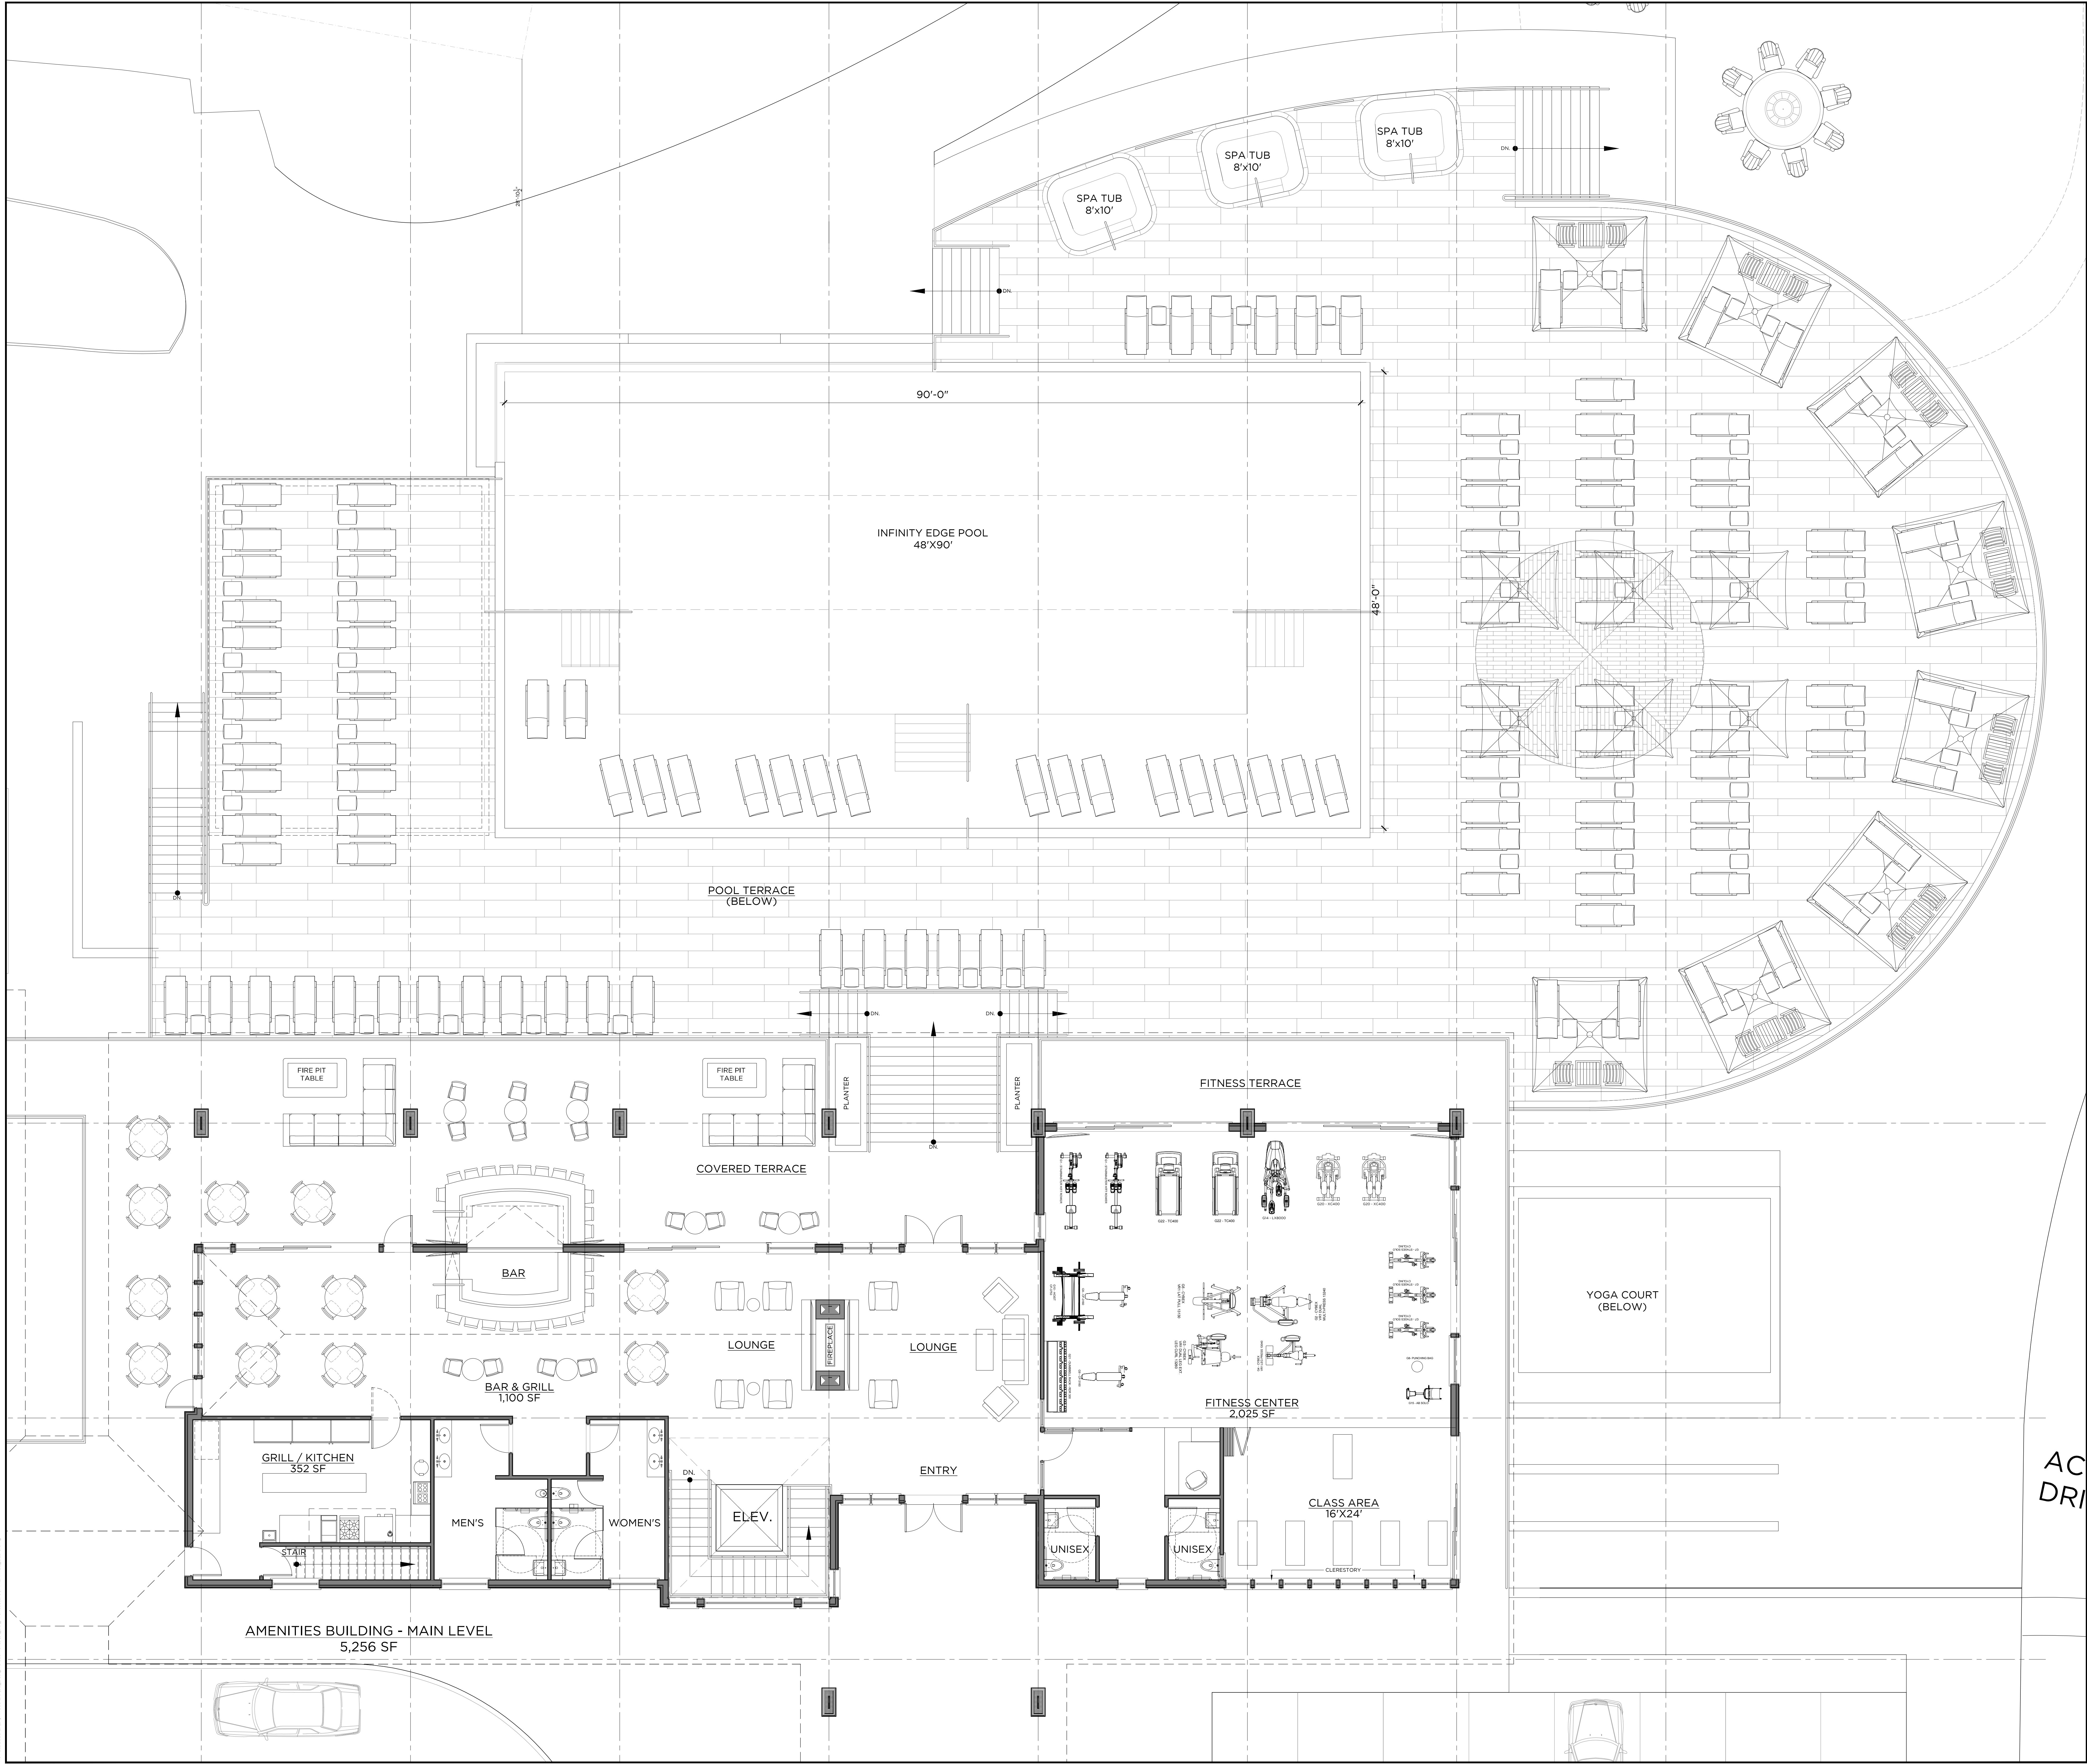 SPA TUB
8'x10'
SPA TUB
8'x10'
SPA TUB
8'x10'
DN.
DN.
90'-0"
INFINITY EDGE POOL
48'X90'
48'-0"
DN.
POOL TERRACE
(BELOW)
DN.
DN.
FIRE PIT
TABLE
FIRE PIT
TABLE
PLANTER
PLANTER
DN.
FITNESS TERRACE
COVERED TERRACE
BAR
LOUNGE
FIREPLACE
LOUNGE
BAR & GRILL
1,100 SF
FITNESS CENTER
2,025 SF
YOGA COURT
(BELOW)
GRILL / KITCHEN
352 SF
STAIR
MEN'S
WOMEN'S
DN.
ELEV.
ENTRY
UNISEX
UNISEX
CLASS AREA
16'X24'
CLERESTORY
AC
DRI
AMENITIES BUILDING - MAIN LEVEL
5,256 SF